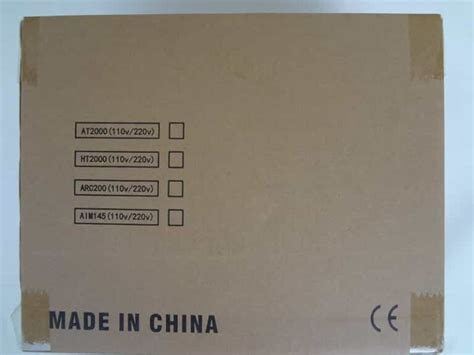 AT2000(110v/220v)
HT2000(110v/220v)
ARC200(110v/220v)
AIM145(110v/220v)
MADE IN CHINA
CE